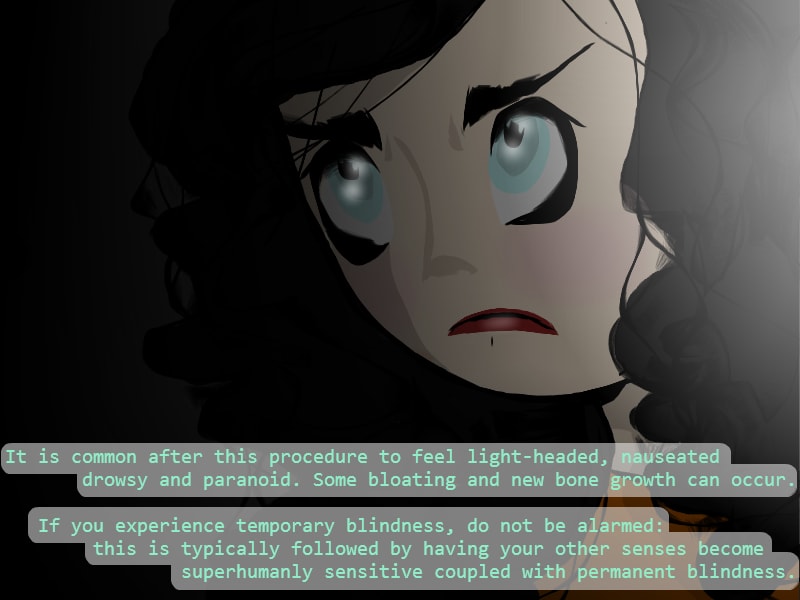 It is common after this procedure to feel light-headed, nauseated
drowsy and paranoid. Some bloating and new bone growth can occur.
If you experience temporary blindness, do not be alarmed:
this is typically followed by having your other senses become
superhumanly sensitive coupled with permanent blindness.